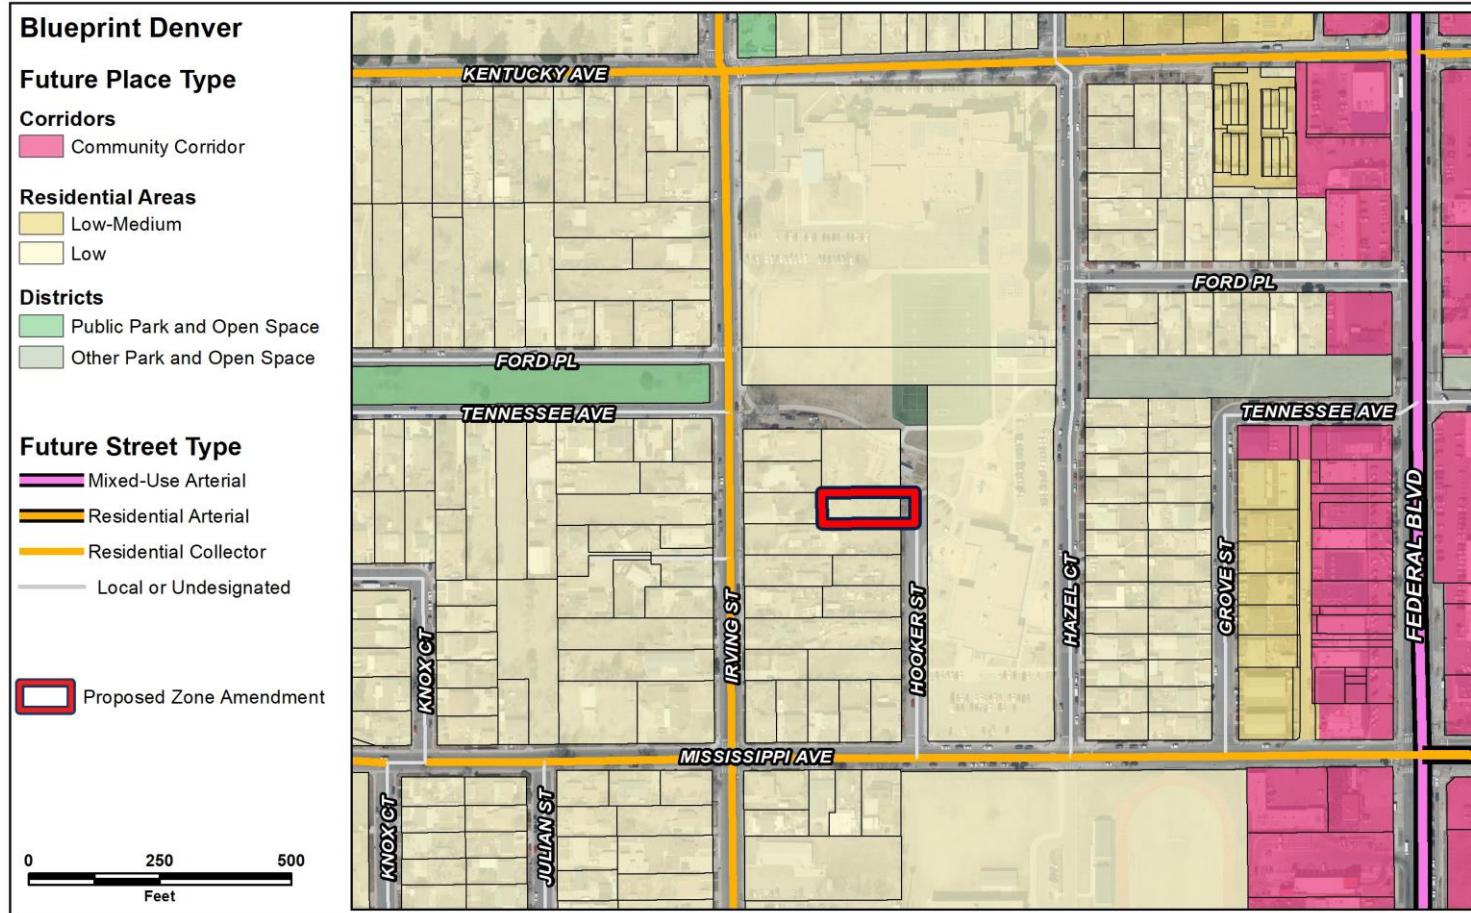 Blueprint Denver
Future Place Type
Corridors
Community Corridor
Residential Areas
Low-Medium
Low
Districts
Public Park and Open Space
Other Park and Open Space
Future Street Type
Mixed-Use Arterial
Residential Arterial
Residential Collector
Local or Undesignated
Proposed Zone Amendment
0 250 500
Feet
KENTUCKY AVE
FORD PL
FORD PL
TENNESSEE AVE
TENNESSEE AVE
KNOX CT
IRVING ST
HOOKER ST
HAZEL CT
GROVE ST
FEDERAL BLVD
MISSISSIPPI AVE
KNOX CT
JULIAN ST